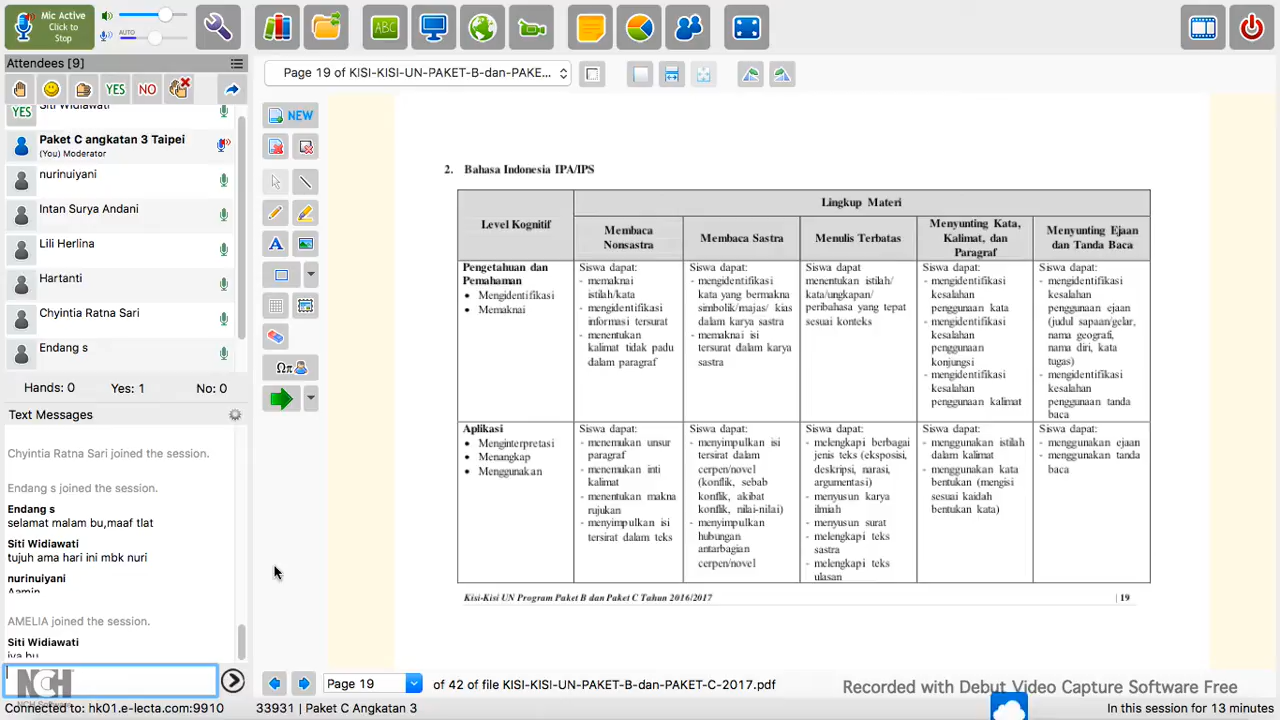 Mic Active
Click to
Stop
AUTO
ABC
Attendees [9]
YES NO
YES Siti Widiawati
Paket C angkatan 3 Taipei
(You) Moderator
nurinuiyani
Intan Surya Andani
Lili Herlina
Hartanti
Chyintia Ratna Sari
Endang s
Hands: 0 Yes: 1 No: 0
Text Messages
Chyintia Ratna Sari joined the session.
Endang s joined the session.
Endang s
selamat malam bu,maaf tlat
Siti Widiawati
tujuh ama hari ini mbk nuri
nurinuiyani
Aamin
AMELIA joined the session.
Siti Widiawati
iya bu
NCH
NCH Software
Connected to: hk01.e-lecta.com:9910
33931 | Paket C Angkatan 3
In this session for 13 minutes
Page 19 of KISI-KISI-UN-PAKET-B-dan-PAKE...
NEW
A
Ωπ
2. Bahasa Indonesia IPA/IPS
Level Kognitif
Lingkup Materi
Membaca
Nonsastra
Membaca Sastra
Menulis Terbatas
Menyunting Kata,
Kalimat, dan
Paragraf
Menyunting Ejaan
dan Tanda Baca
Pengetahuan dan
Pemahaman
• Mengidentifikasi
• Memaknai
Siswa dapat:
- memaknai
istilah/kata
- mengidentifikasi
informasi tersurat
- menentukan
kalimat tidak padu
dalam paragraf
Siswa dapat:
- mengidentifikasi
kata yang bermakna
simbolik/majas/ kias
dalam karya sastra
- memaknai isi
tersurat dalam karya
sastra
Siswa dapat
menentukan istilah/
kata/ungkapan/
peribahasa yang tepat
sesuai konteks
Siswa dapat:
- mengidentifikasi
kesalahan
penggunaan kata
- mengidentifikasi
kesalahan
penggunaan
konjungsi
- mengidentifikasi
kesalahan
penggunaan kalimat
Siswa dapat:
- mengidentifikasi
kesalahan
penggunaan ejaan
(judul sapaan/gelar,
nama geografi,
nama diri, kata
tugas)
- mengidentifikasi
kesalahan
penggunaan tanda
baca
Aplikasi
• Menginterpretasi
• Menangkap
• Menggunakan
Siswa dapat:
- menemukan unsur
paragraf
- menemukan inti
kalimat
- menentukan makna
rujukan
- menyimpulkan isi
tersirat dalam teks
Siswa dapat:
- menyimpulkan isi
tersirat dalam
cerpen/novel
(konflik, sebab
konflik, akibat
konflik, nilai-nilai)
- menyimpulkan
hubungan
antarbagian
cerpen/novel
Siswa dapat:
- melengkapi berbagai
jenis teks (eksposisi,
deskripsi, narasi,
argumentasi)
- menyusun karya
ilmiah
- menyusun surat
- melengkapi teks
sastra
- melengkapi teks
ulasan
Siswa dapat:
- menggunakan istilah
dalam kalimat
- menggunakan kata
bentukan (mengisi
sesuai kaidah
bentukan kata)
Siswa dapat:
- menggunakan ejaan
- menggunakan tanda
baca
Kisi-Kisi UN Program Paket B dan Paket C Tahun 2016/2017 | 19
Page 19 of 42 of file KISI-KISI-UN-PAKET-B-dan-PAKET-C-2017.pdf
Recorded with Debut Video Capture Software Free